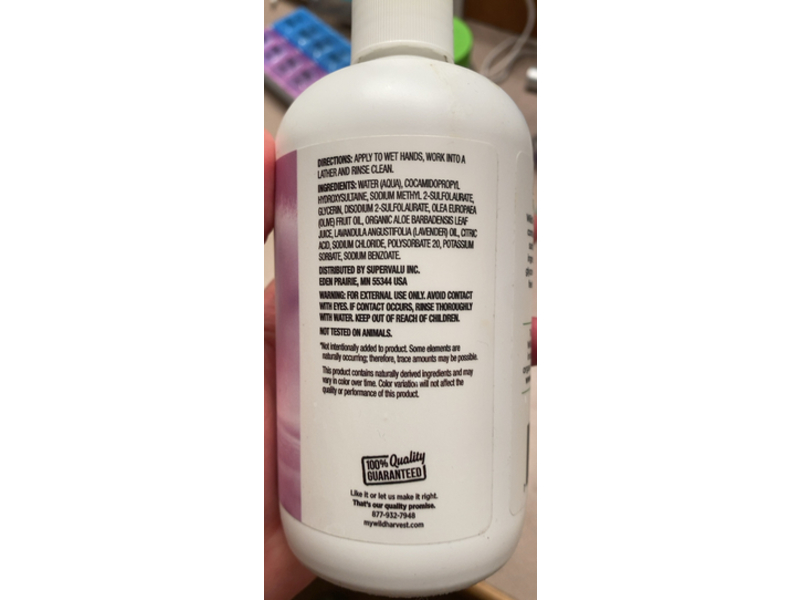 DIRECTIONS: APPLY TO WET HANDS, WORK INTO A
LATHER AND RINSE CLEAN.
INGREDIENTS: WATER (AQUA), COCAMIDOPROPYL
HYDROXYSULTAINE, SODIUM METHYL 2-SULFOLAURATE,
GLYCERIN, DISODIUM 2-SULFOLAURATE, OLEA EUROPAEA
(OLIVE) FRUIT OIL, ORGANIC ALOE BARBADENSIS LEAF
JUICE, LAVANDULA ANGUSTIFOLIA (LAVENDER) OIL, CITRIC
ACID, SODIUM CHLORIDE, POLYSORBATE 20, POTASSIUM
SORBATE, SODIUM BENZOATE.
DISTRIBUTED BY SUPERVALU INC.
EDEN PRAIRIE, MN 55344 USA
WARNING: FOR EXTERNAL USE ONLY. AVOID CONTACT
WITH EYES. IF CONTACT OCCURS, RINSE THOROUGHLY
WITH WATER. KEEP OUT OF REACH OF CHILDREN.
NOT TESTED ON ANIMALS.
*Not intentionally added to product. Some elements are
naturally occurring; therefore, trace amounts may be possible.
This product contains naturally derived ingredients and may
vary in color over time. Color variation will not affect the
quality or performance of this product.
100% Quality
GUARANTEED
Like it or let us make it right.
That's our quality promise.
877-932-7948
mywildharvest.com